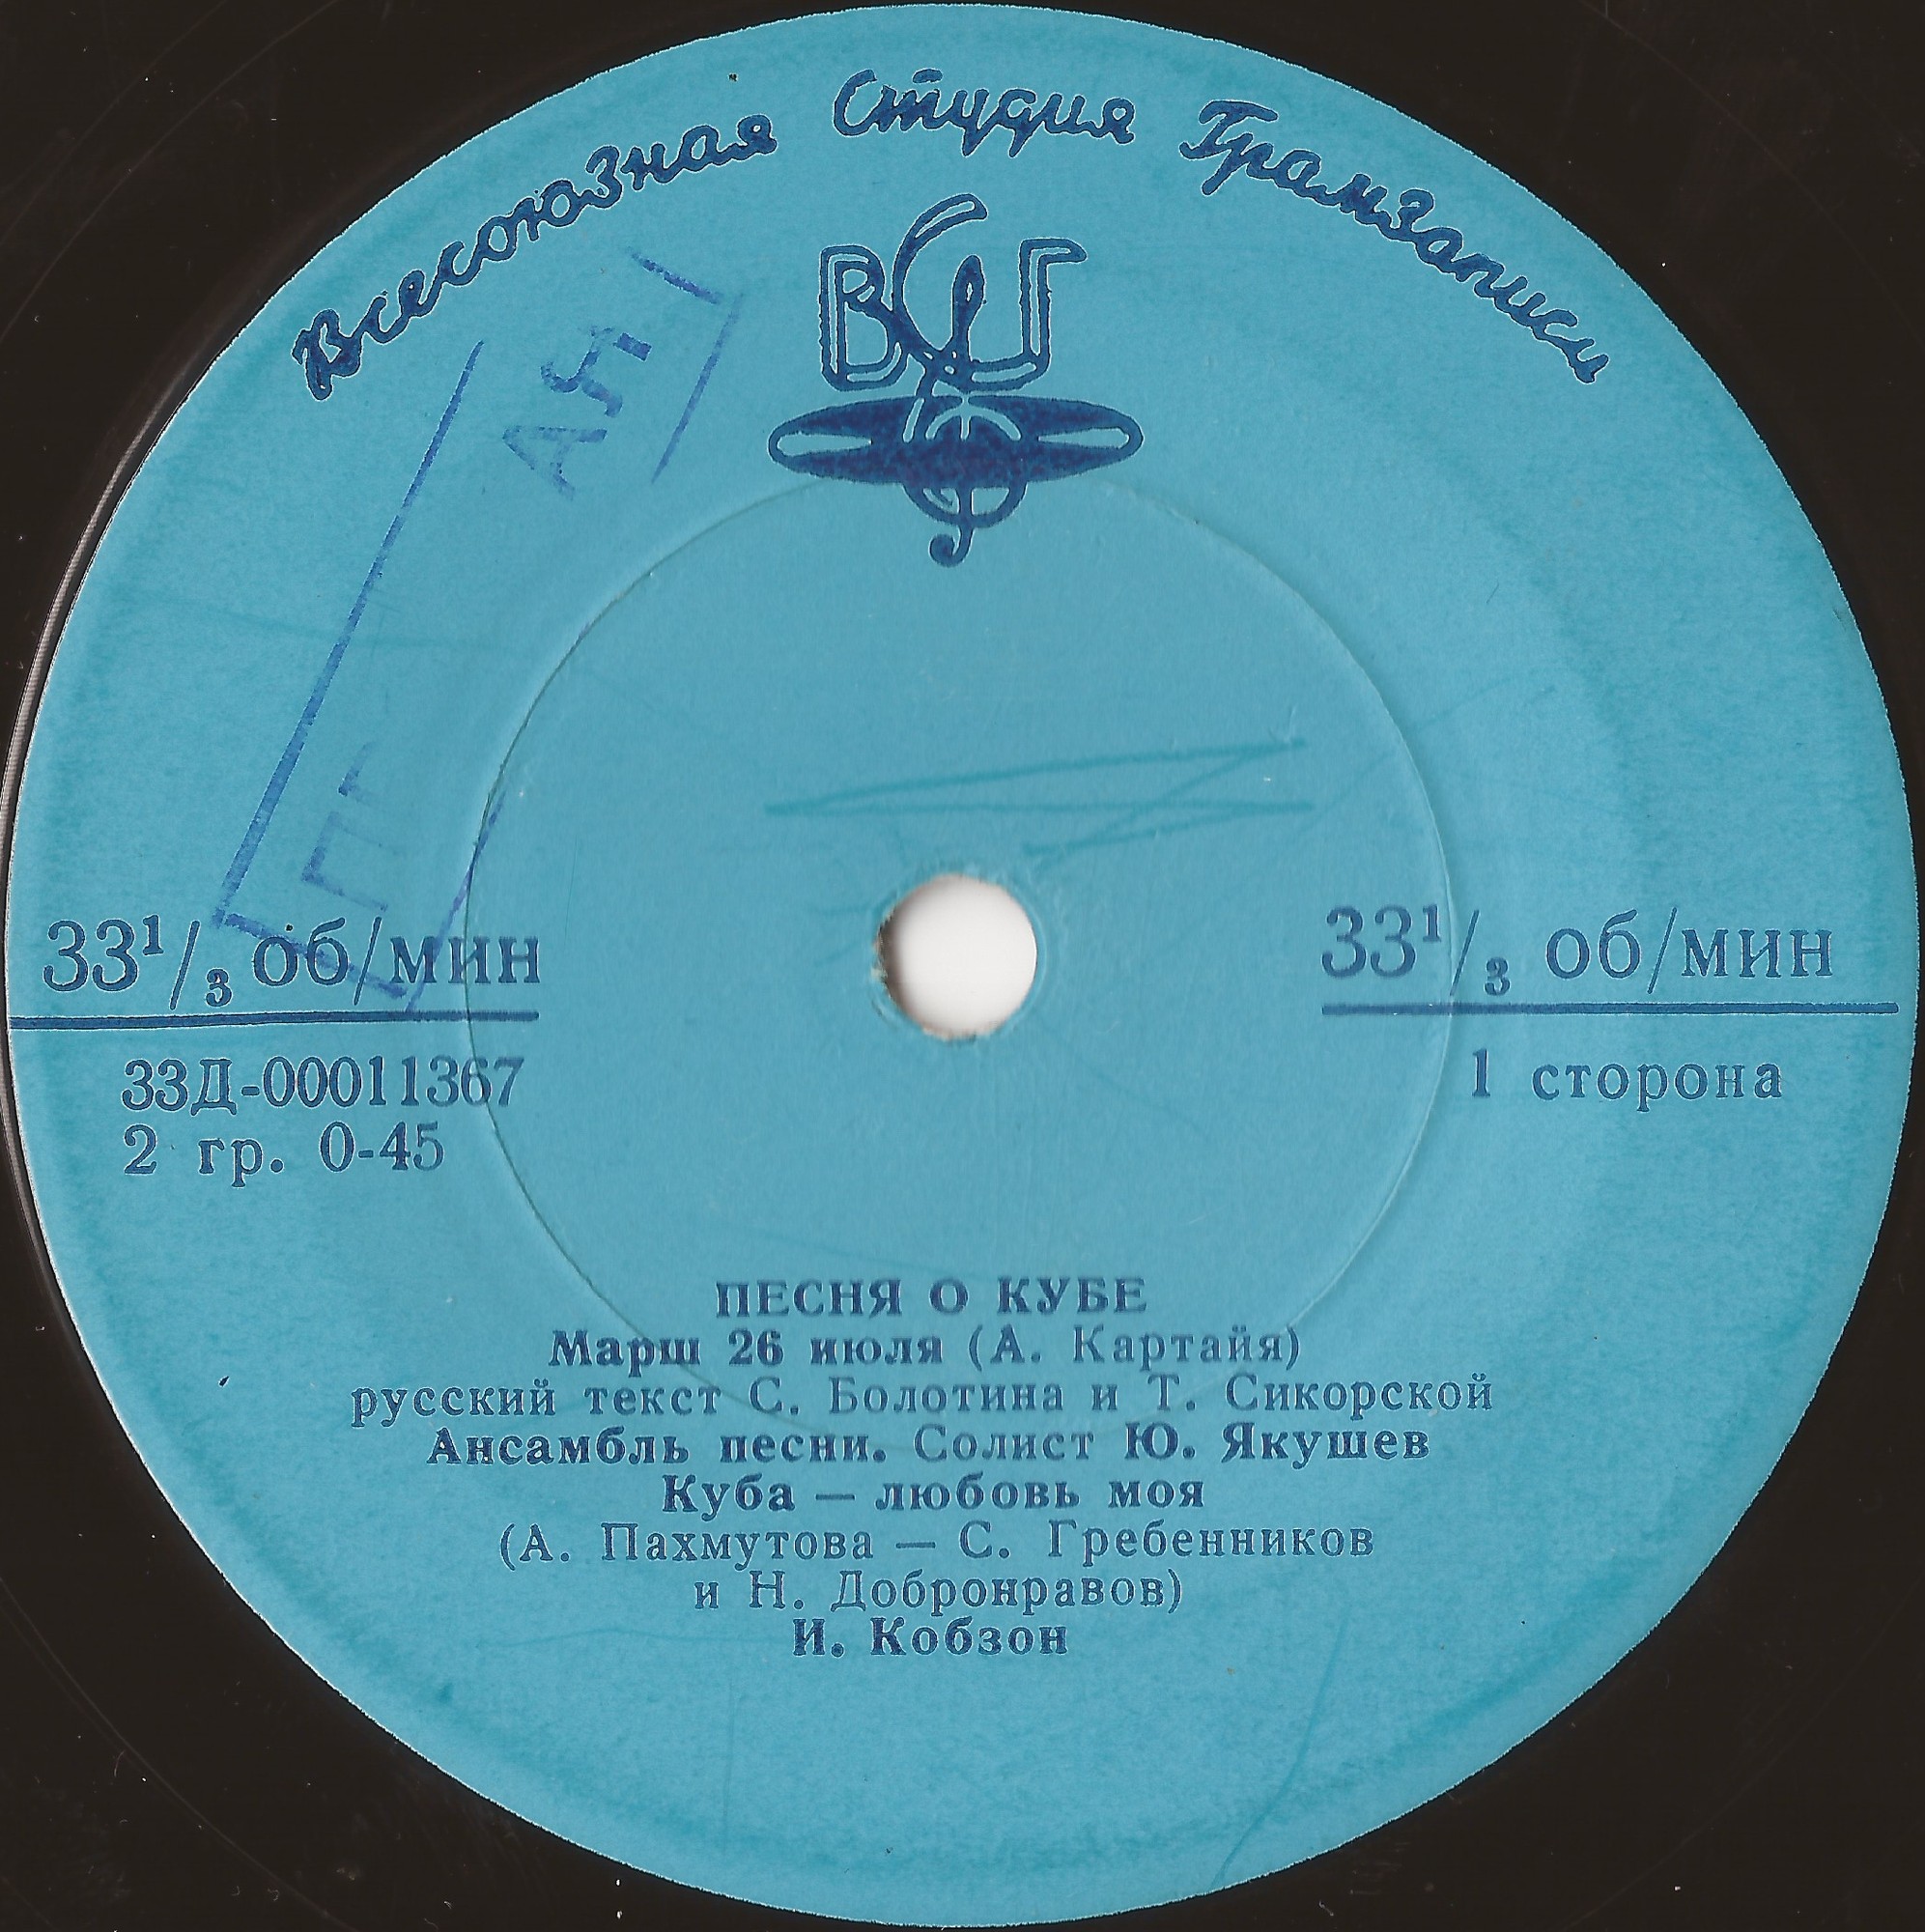 Всесоюзная Студия Грамзаписи
ВСГ
33¹/₃ об/мин
33¹/₃ об/мин
33Д-00011367
2 гр. 0-45
1 сторона
ПЕСНЯ О КУБЕ
Марш 26 июля (А. Картайя)
русский текст С. Болотина и Т. Сикорской
Ансамбль песни. Солист Ю. Якушев
Куба — любовь моя
(А. Пахмутова — С. Гребенников
и Н. Добронравов)
И. Кобзон